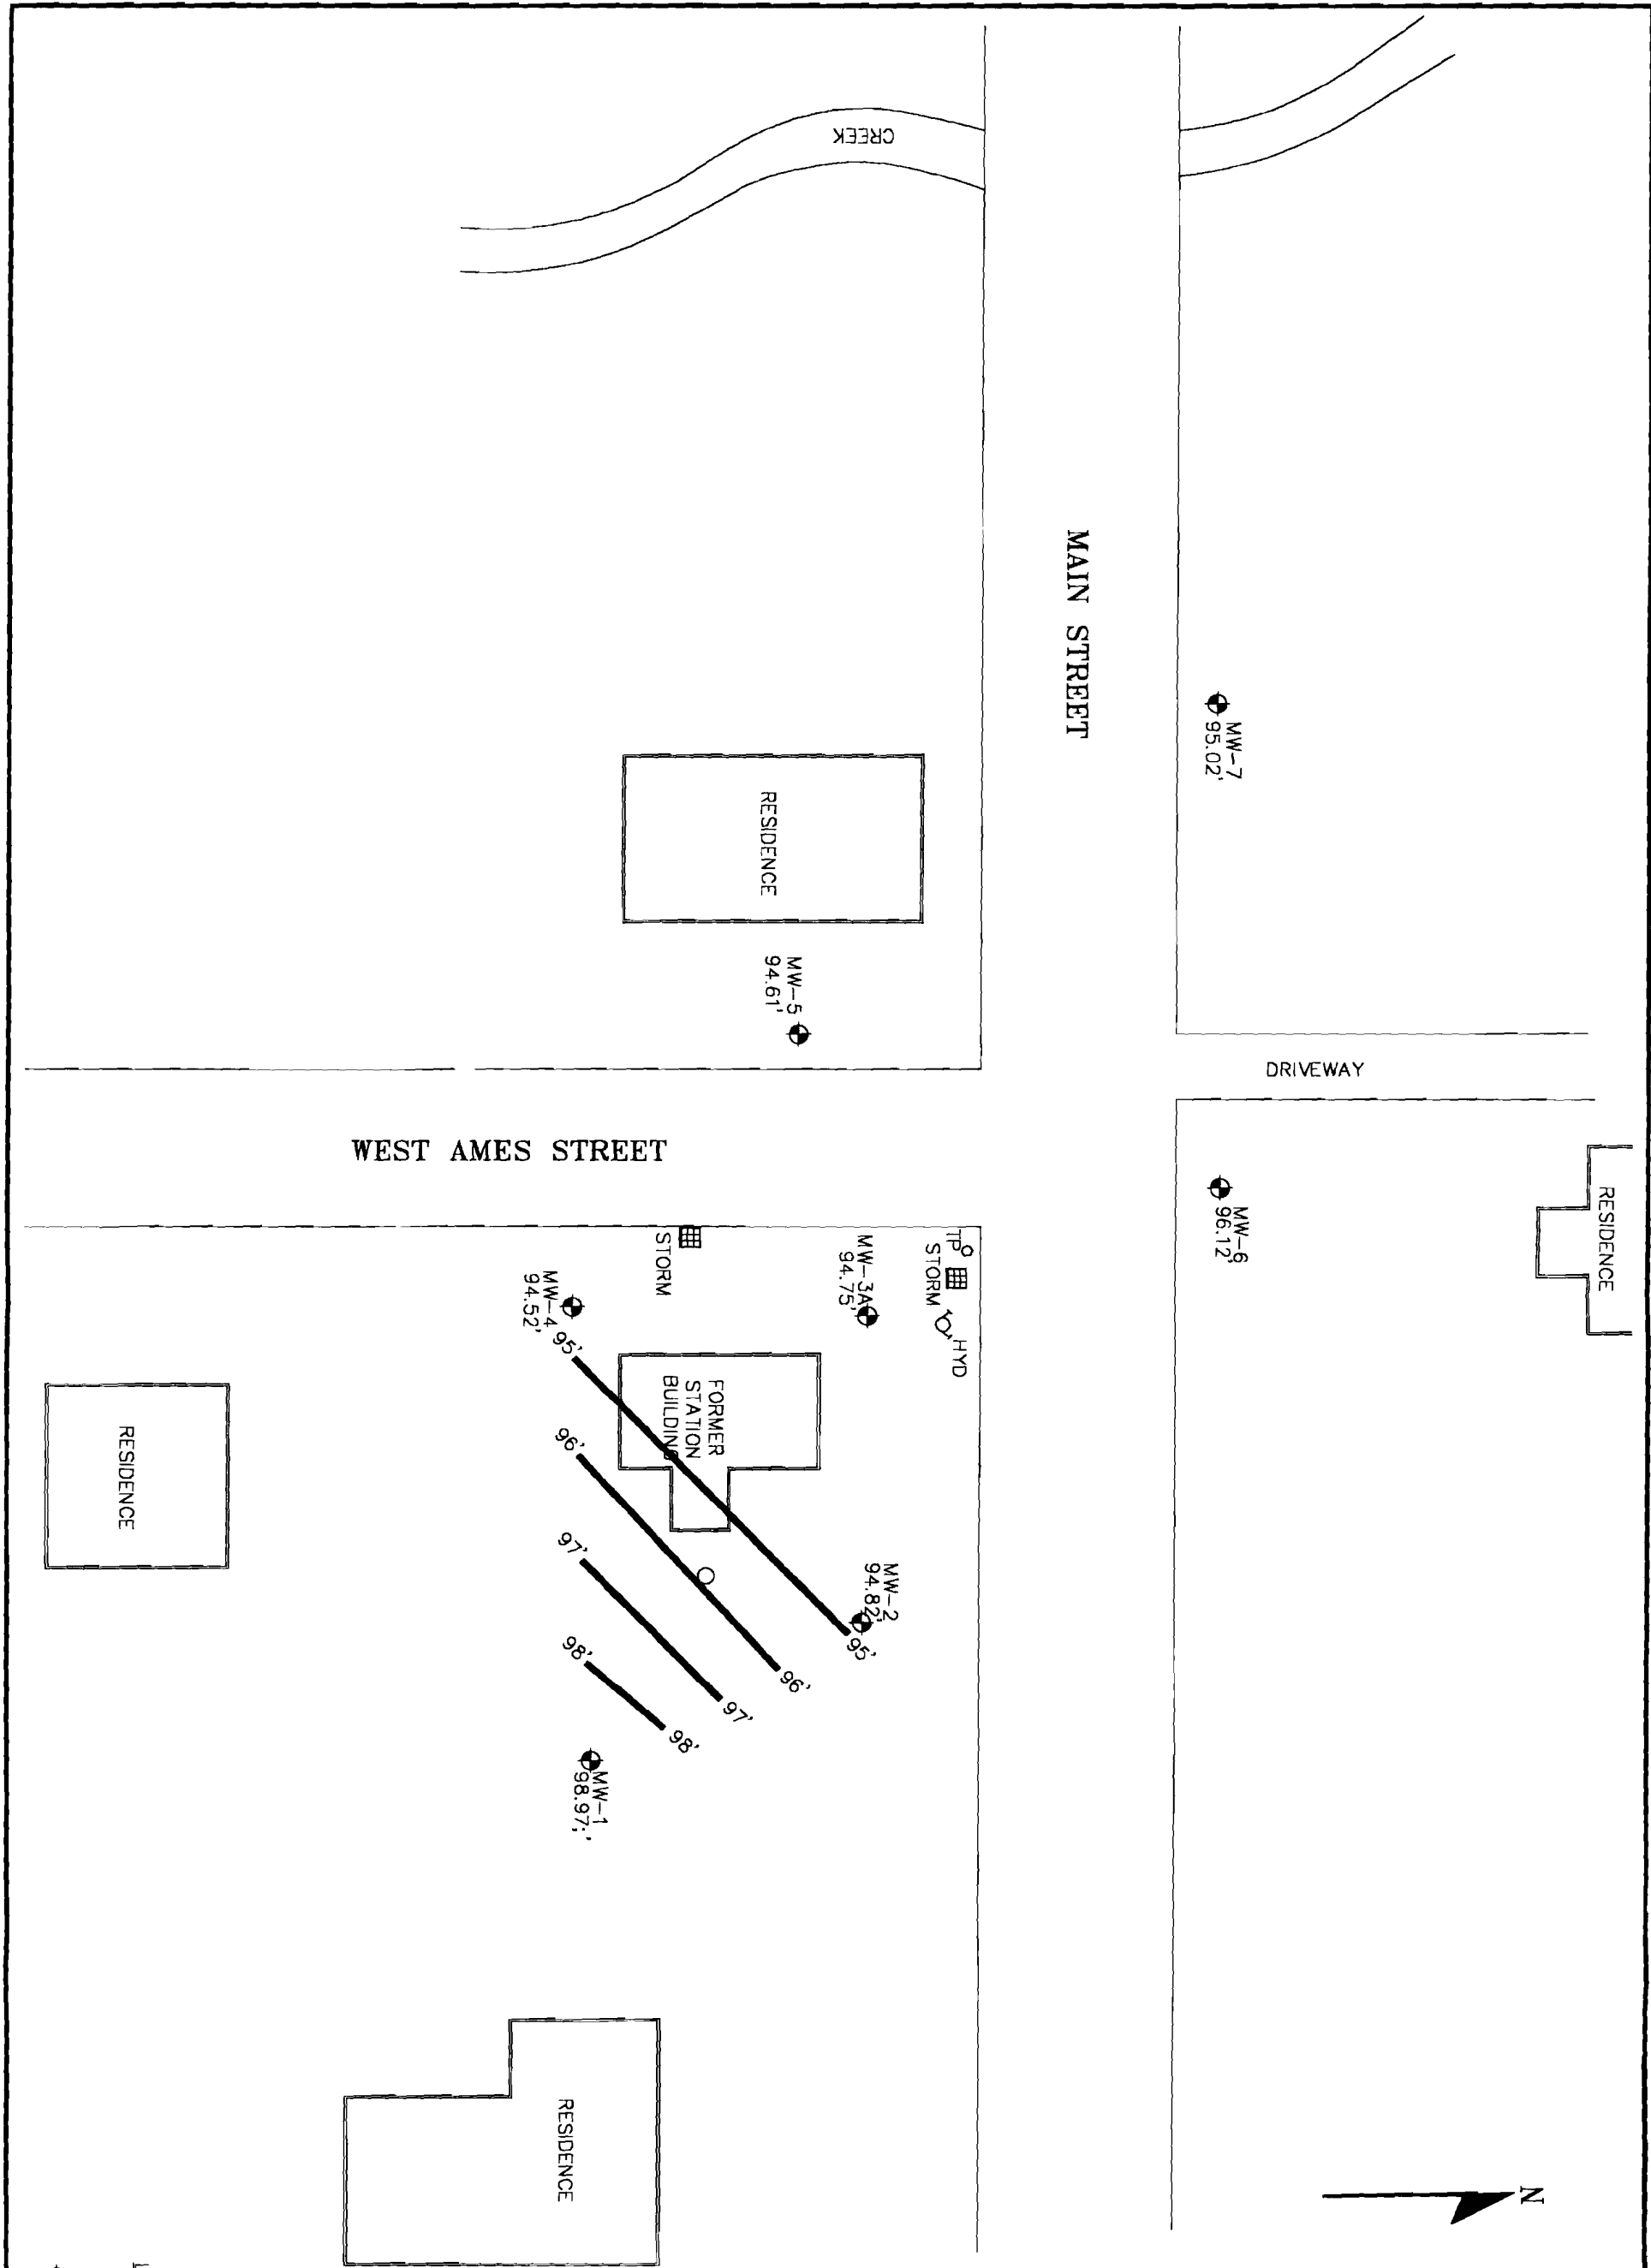 CREEK
MAIN STREET
MW-7
95.02'
RESIDENCE
MW-5
94.61'
DRIVEWAY
WEST AMES STREET
RESIDENCE
MW-6
96.12'
TP
STORM
HYD
MW-3A
94.75'
STORM
MW-4
94.52'
95'
FORMER
STATION
BUILDING
96'
97'
98'
MW-2
94.82'
95'
96'
97'
98'
RESIDENCE
MW-1
98.97,'
RESIDENCE
N